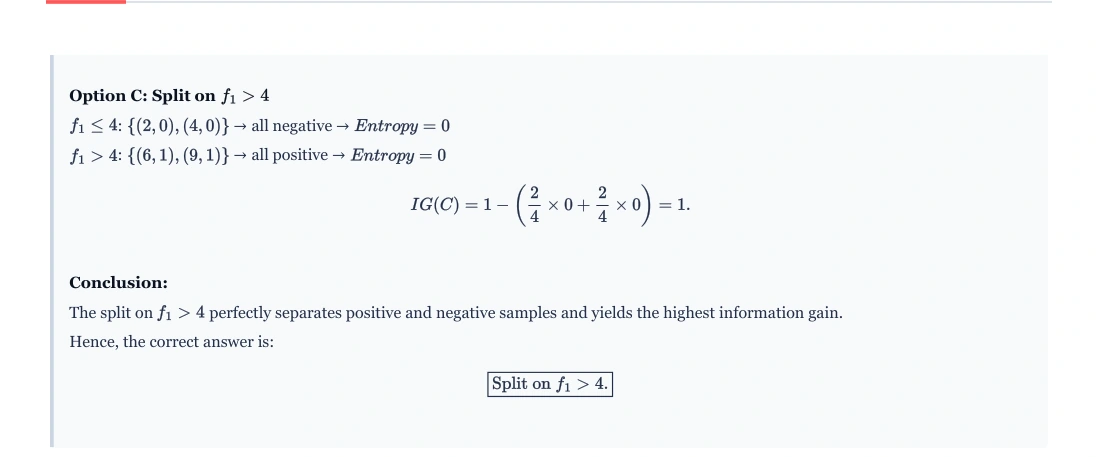 Option C: Split on f₁ > 4
f₁ ≤ 4: {(2, 0), (4, 0)} → all negative → Entropy = 0
f₁ > 4: {(6, 1), (9, 1)} → all positive → Entropy = 0
IG(C) = 1 − (2/4 × 0 + 2/4 × 0) = 1.
Conclusion:
The split on f₁ > 4 perfectly separates positive and negative samples and yields the highest information gain.
Hence, the correct answer is:
Split on f₁ > 4.